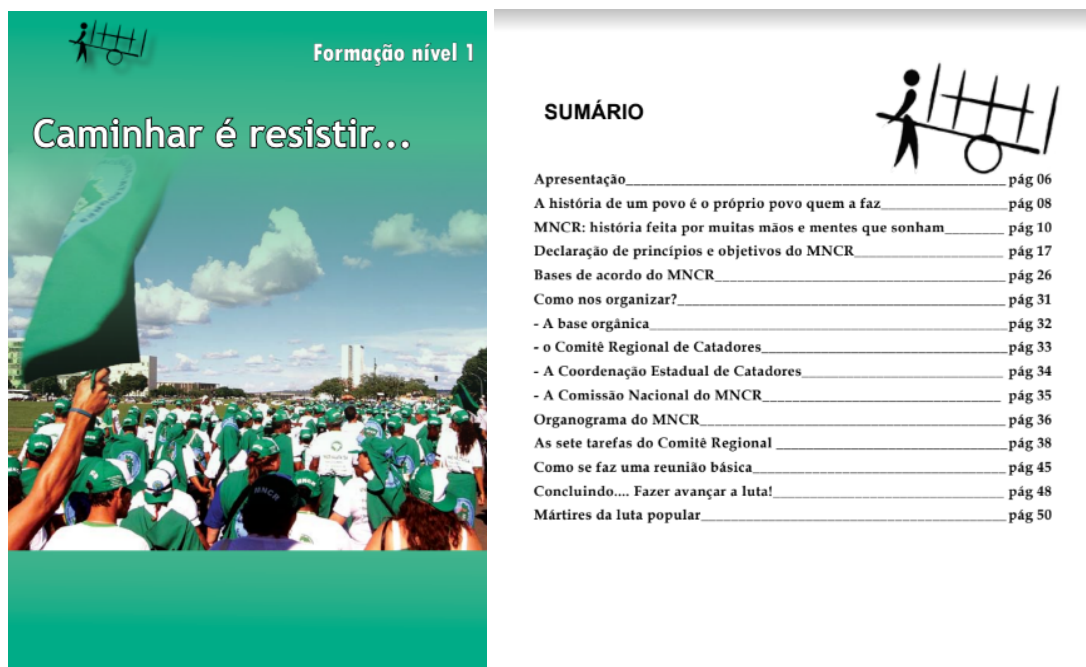 Formação nível 1
Caminhar é resistir...
MNCR
SUMÁRIO
Apresentação pág 06
A história de um povo é o próprio povo quem a faz pág 08
MNCR: história feita por muitas mãos e mentes que sonham pág 10
Declaração de princípios e objetivos do MNCR pág 17
Bases de acordo do MNCR pág 26
Como nos organizar? pág 31
- A base orgânica pág 32
- o Comitê Regional de Catadores pág 33
- A Coordenação Estadual de Catadores pág 34
- A Comissão Nacional do MNCR pág 35
Organograma do MNCR pág 36
As sete tarefas do Comitê Regional pág 38
Como se faz uma reunião básica pág 45
Concluindo.... Fazer avançar a luta! pág 48
Mártires da luta popular pág 50